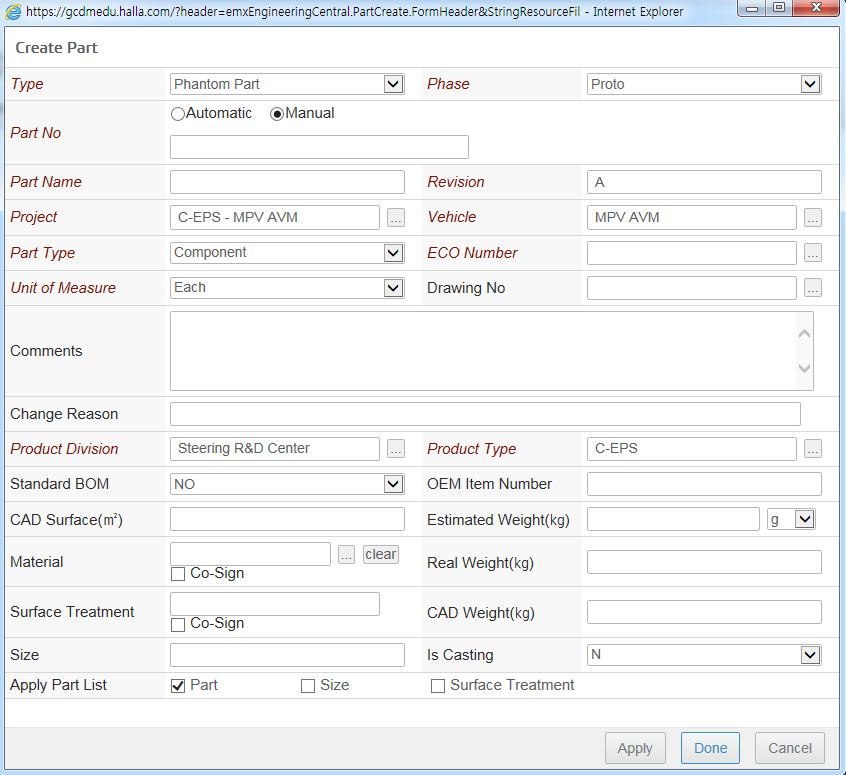 https://gcdmedu.halla.com/?header=emxEngineeringCentral.PartCreate.FormHeader&StringResourceFil - Internet Explorer
Create Part
Type Phantom Part Phase Proto
Automatic Manual
Part No
Part Name Revision A
Project C-EPS - MPV AVM ... Vehicle MPV AVM ...
Part Type Component ECO Number ...
Unit of Measure Each Drawing No ...
Comments
Change Reason
Product Division Steering R&D Center ... Product Type C-EPS ...
Standard BOM NO OEM Item Number
CAD Surface(㎡) Estimated Weight(kg) g
Material ... clear Real Weight(kg)
Co-Sign
Surface Treatment CAD Weight(kg)
Co-Sign
Size Is Casting N
Apply Part List Part Size Surface Treatment
Apply Done Cancel